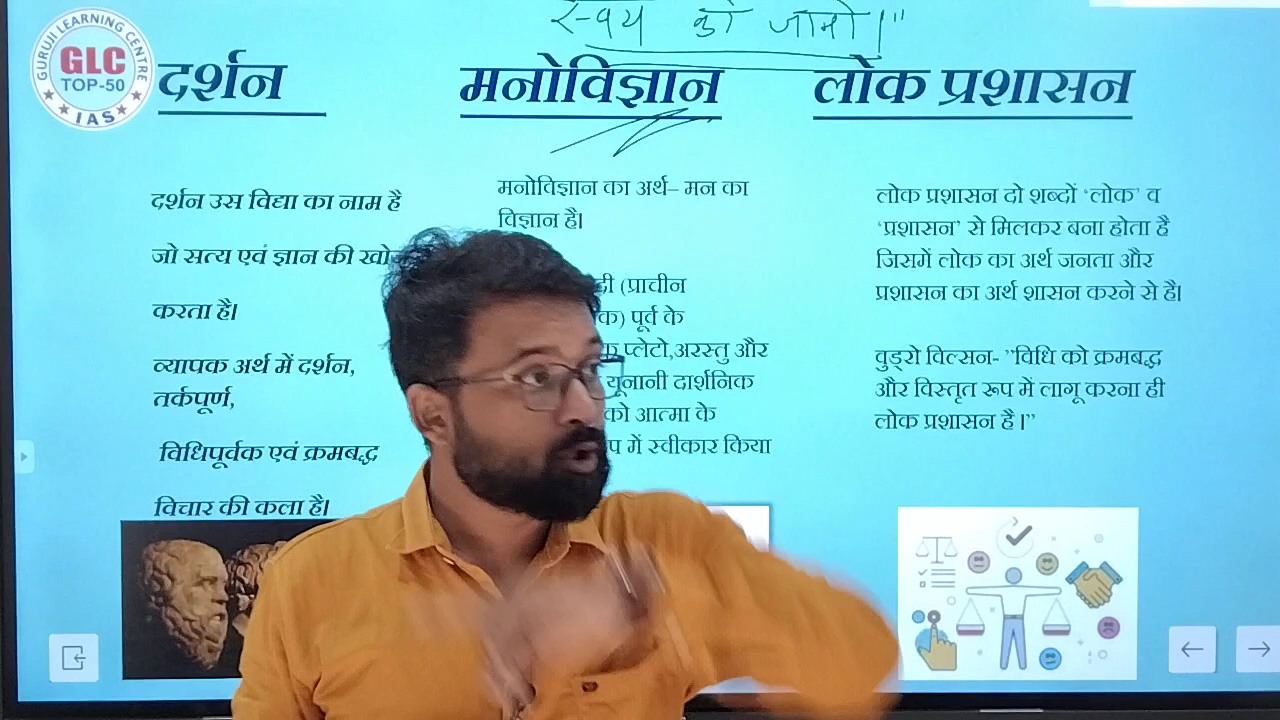 स्वयं को जानो।"
GURUJI LEARNING CENTRE
GLC
TOP-50
IAS
दर्शन
मनोविज्ञान
लोक प्रशासन
दर्शन उस विद्या का नाम है
जो सत्य एवं ज्ञान की
करता है।
व्यापक अर्थ में दर्शन,
तर्कपूर्ण,
विधिपूर्वक एवं क्रमबद्ध
विचार की कला है।
मनोविज्ञान का अर्थ– मन का
विज्ञान है।
(प्राचीन
पूर्व के
प्लेटो,अरस्तु और
यूनानी दार्शनिक
को आत्मा के
में स्वीकार किया
लोक प्रशासन दो शब्दों ‘लोक’ व
‘प्रशासन’ से मिलकर बना होता है
जिसमें लोक का अर्थ जनता और
प्रशासन का अर्थ शासन करने से है।
वुड्रो विल्सन- ”विधि को क्रमबद्ध
और विस्तृत रूप में लागू करना ही
लोक प्रशासन है।”